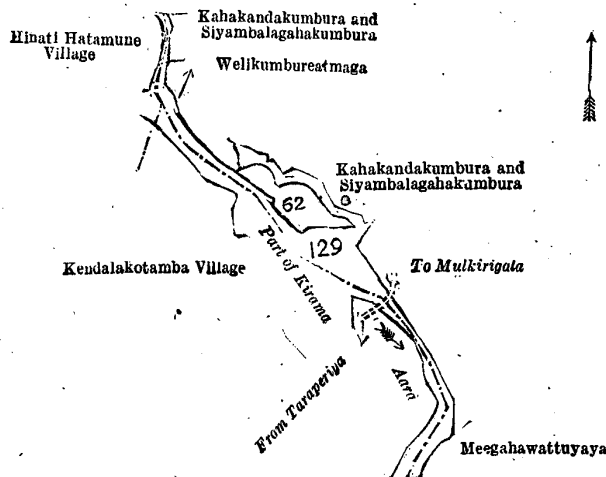 Kahakandakumbura and
Siyambalagahakumbura
Hinati Hatamune
Village
Welikumbureatmaga
Kahakandakumbura and
Siyambalagahakumbura
62
129
Part of Kirama
Kendalakotamba Village
To Mulkirigala
From Taraperiya
Aara
Meegahawattuyaya